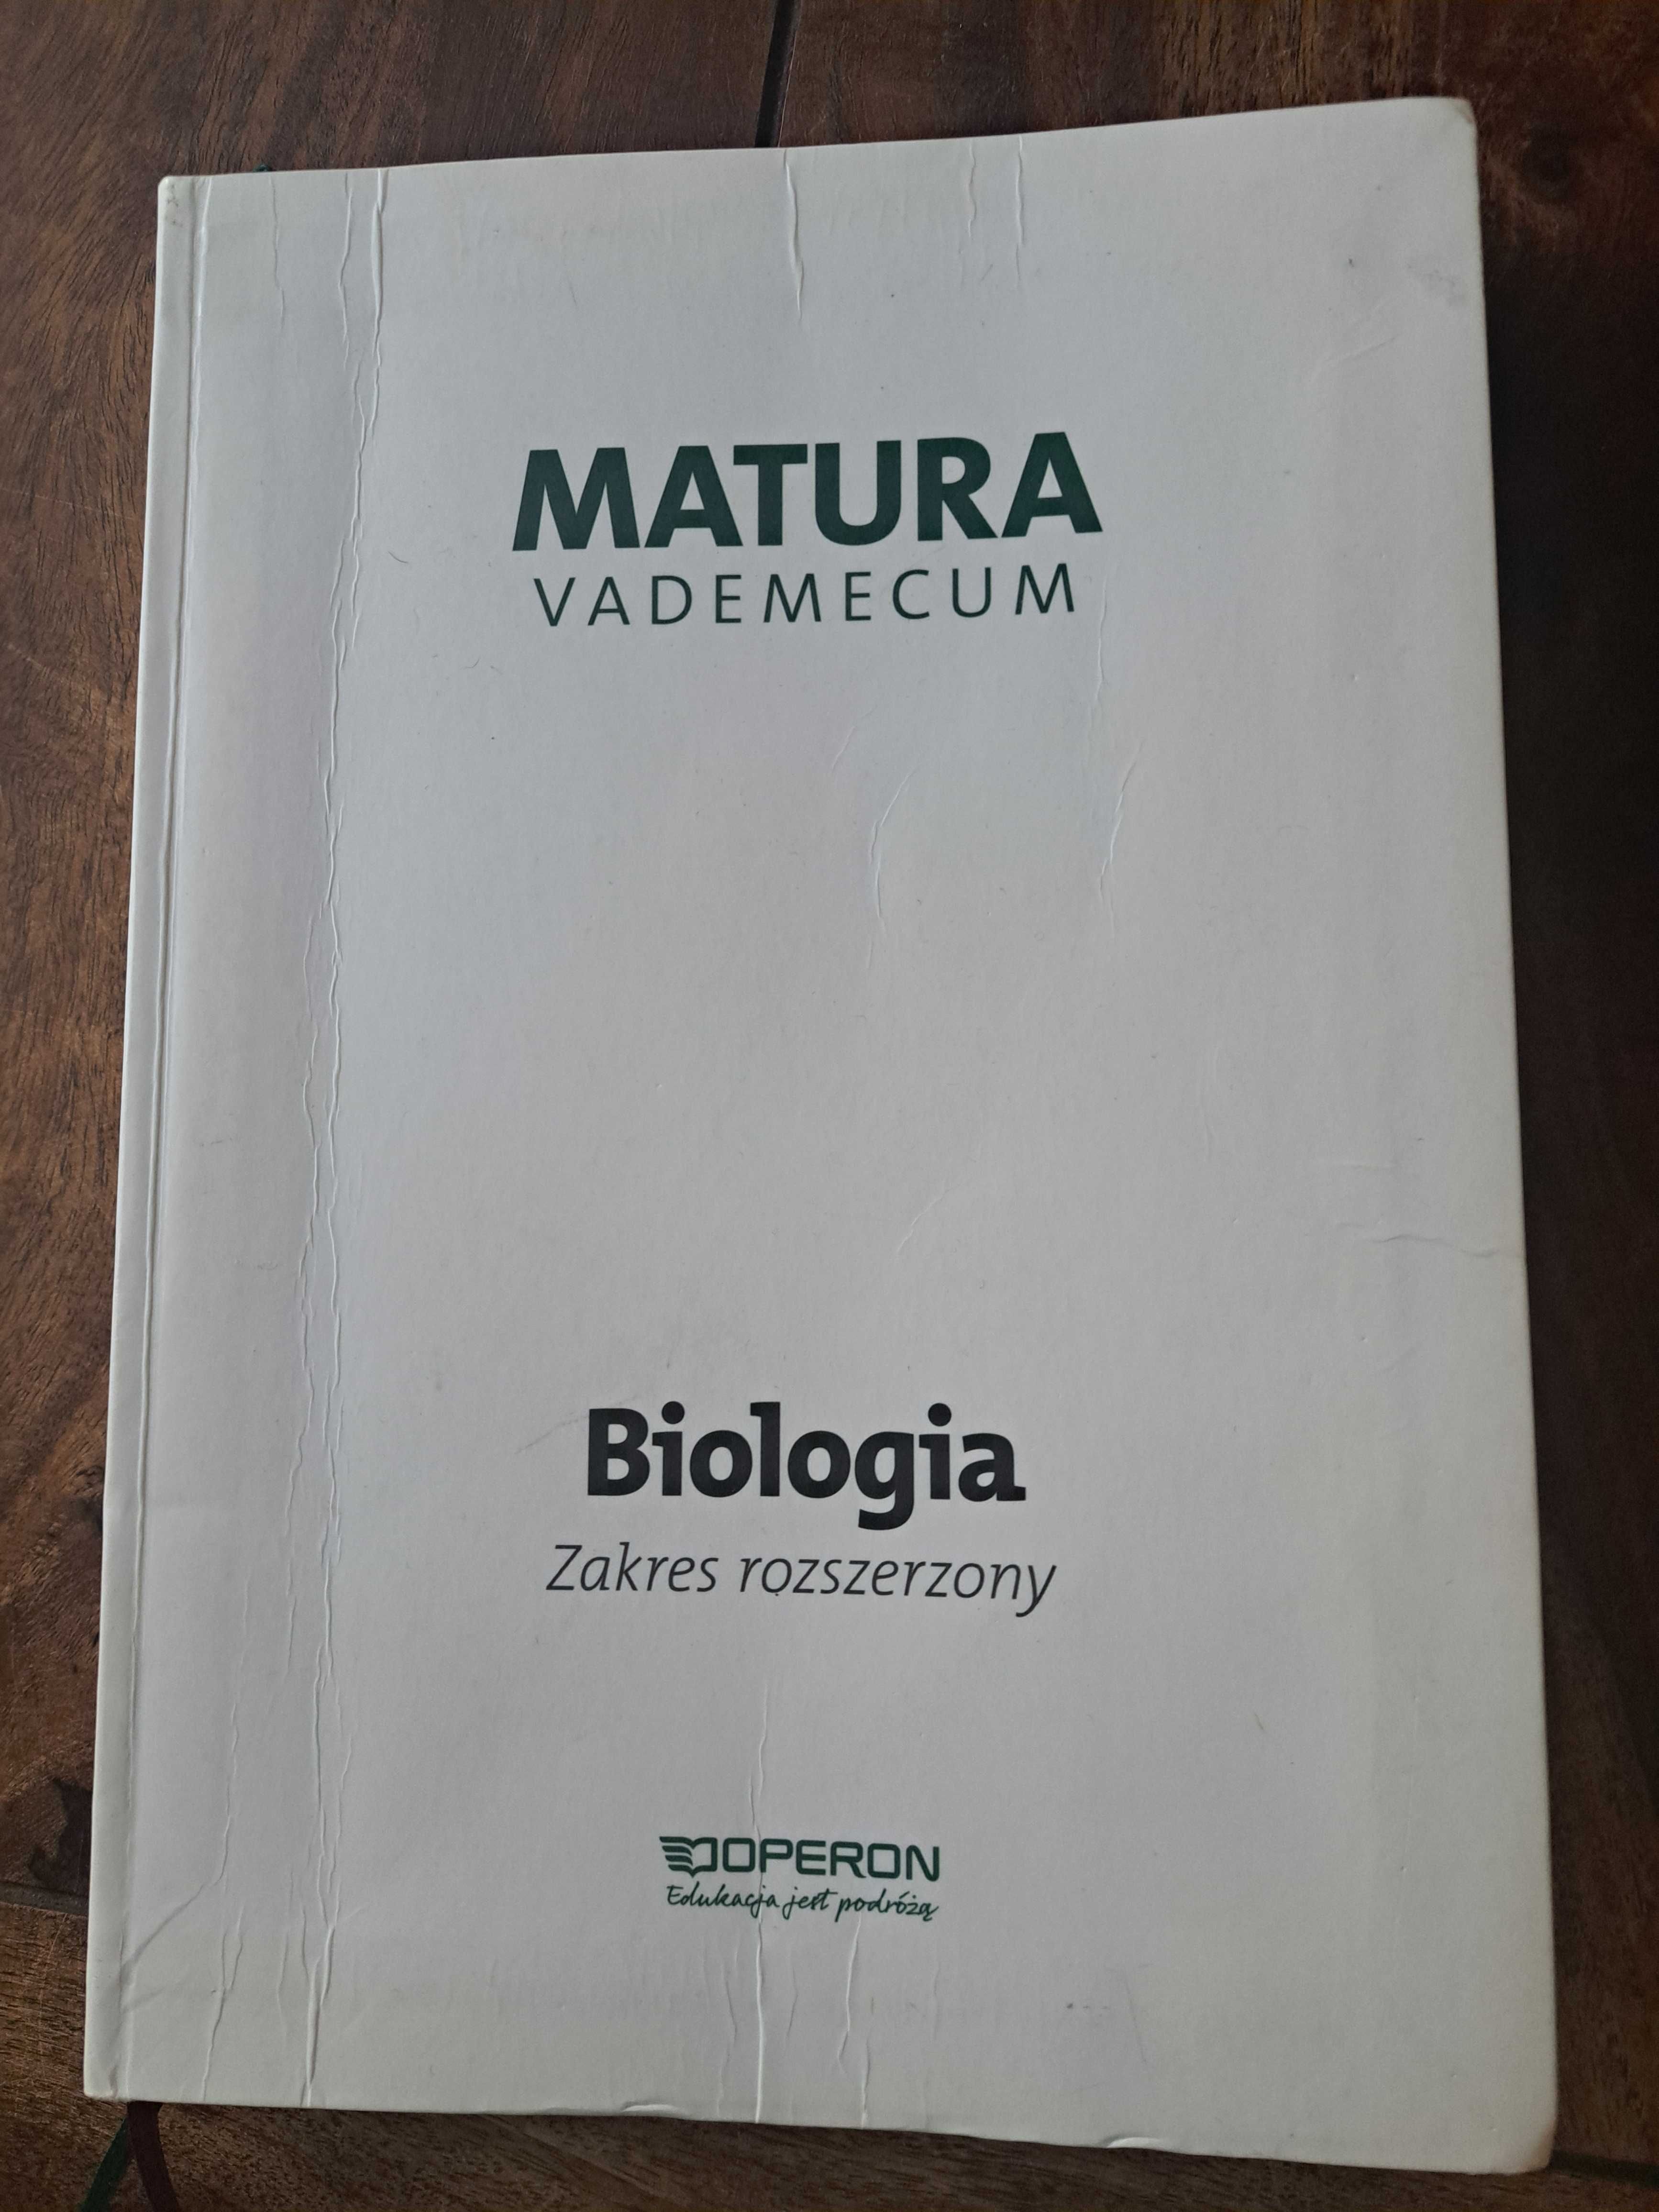 MATURA
VADEMECUM
Biologia
Zakres rozszerzony
OPERON
Edukacja jest podróżą